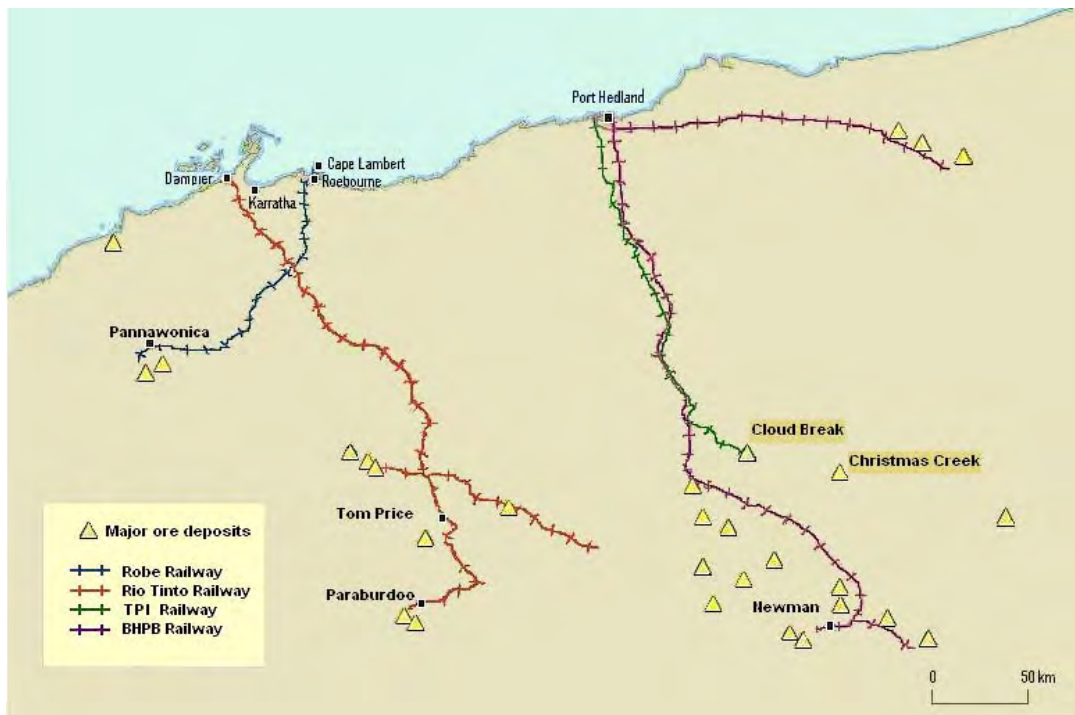 Port Hedland
Cape Lambert
Dampier
Roebourne
Karratha
Pannawonica
Cloud Break
Christmas Creek
Tom Price
Paraburdoo
Newman
Major ore deposits
Robe Railway
Rio Tinto Railway
TPI Railway
BHPB Railway
0 50 km